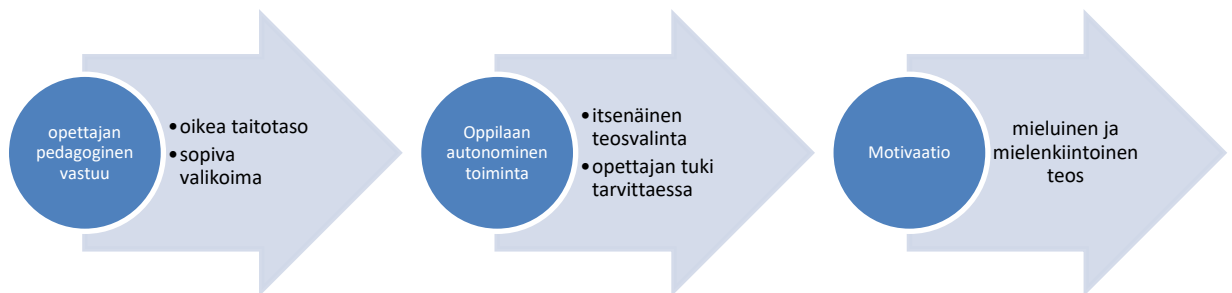 opettajan
pedagoginen
vastuu
•oikea taitotaso
•sopiva
valikoima
Oppilaan
autonominen
toiminta
•itsenäinen
teosvalinta
•opettajan tuki
tarvittaessa
Motivaatio
mieluinen ja
mielenkiintoinen
teos